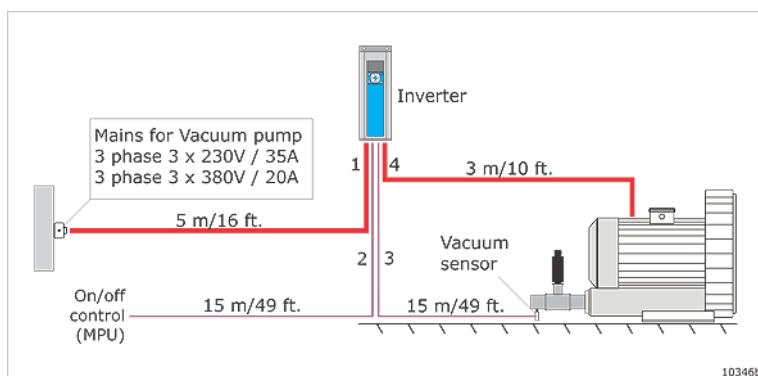 Inverter
Mains for Vacuum pump
3 phase 3 x 230V / 35A
3 phase 3 x 380V / 20A
1
4
3 m/10 ft.
5 m/16 ft.
2
3
Vacuum
sensor
On/off
control
(MPU)
15 m/49 ft.
15 m/49 ft.
10346b